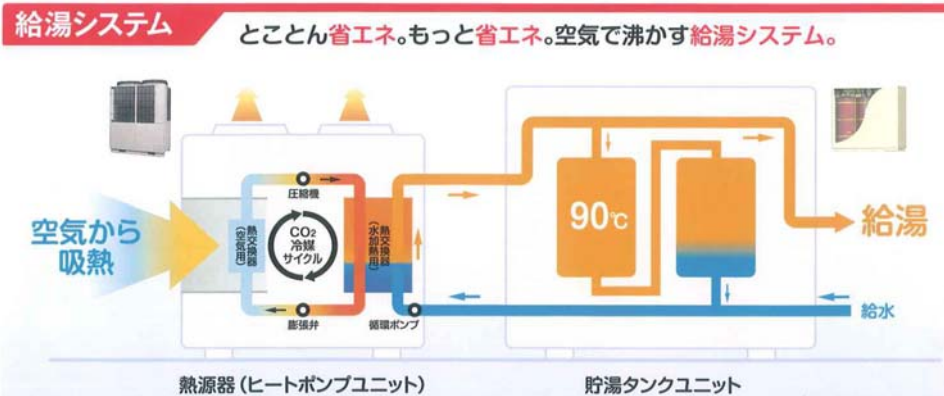 給湯システム
とことん省エネ。もっと省エネ。空気で沸かす給湯システム。
圧縮機
空気から
吸熱
熱交換器
(空気用)
CO2
冷媒
サイクル
熱交換器
(水加熱用)
90℃
給湯
膨張弁
循環ポンプ
給水
熱源器(ヒートポンプユニット)
貯湯タンクユニット